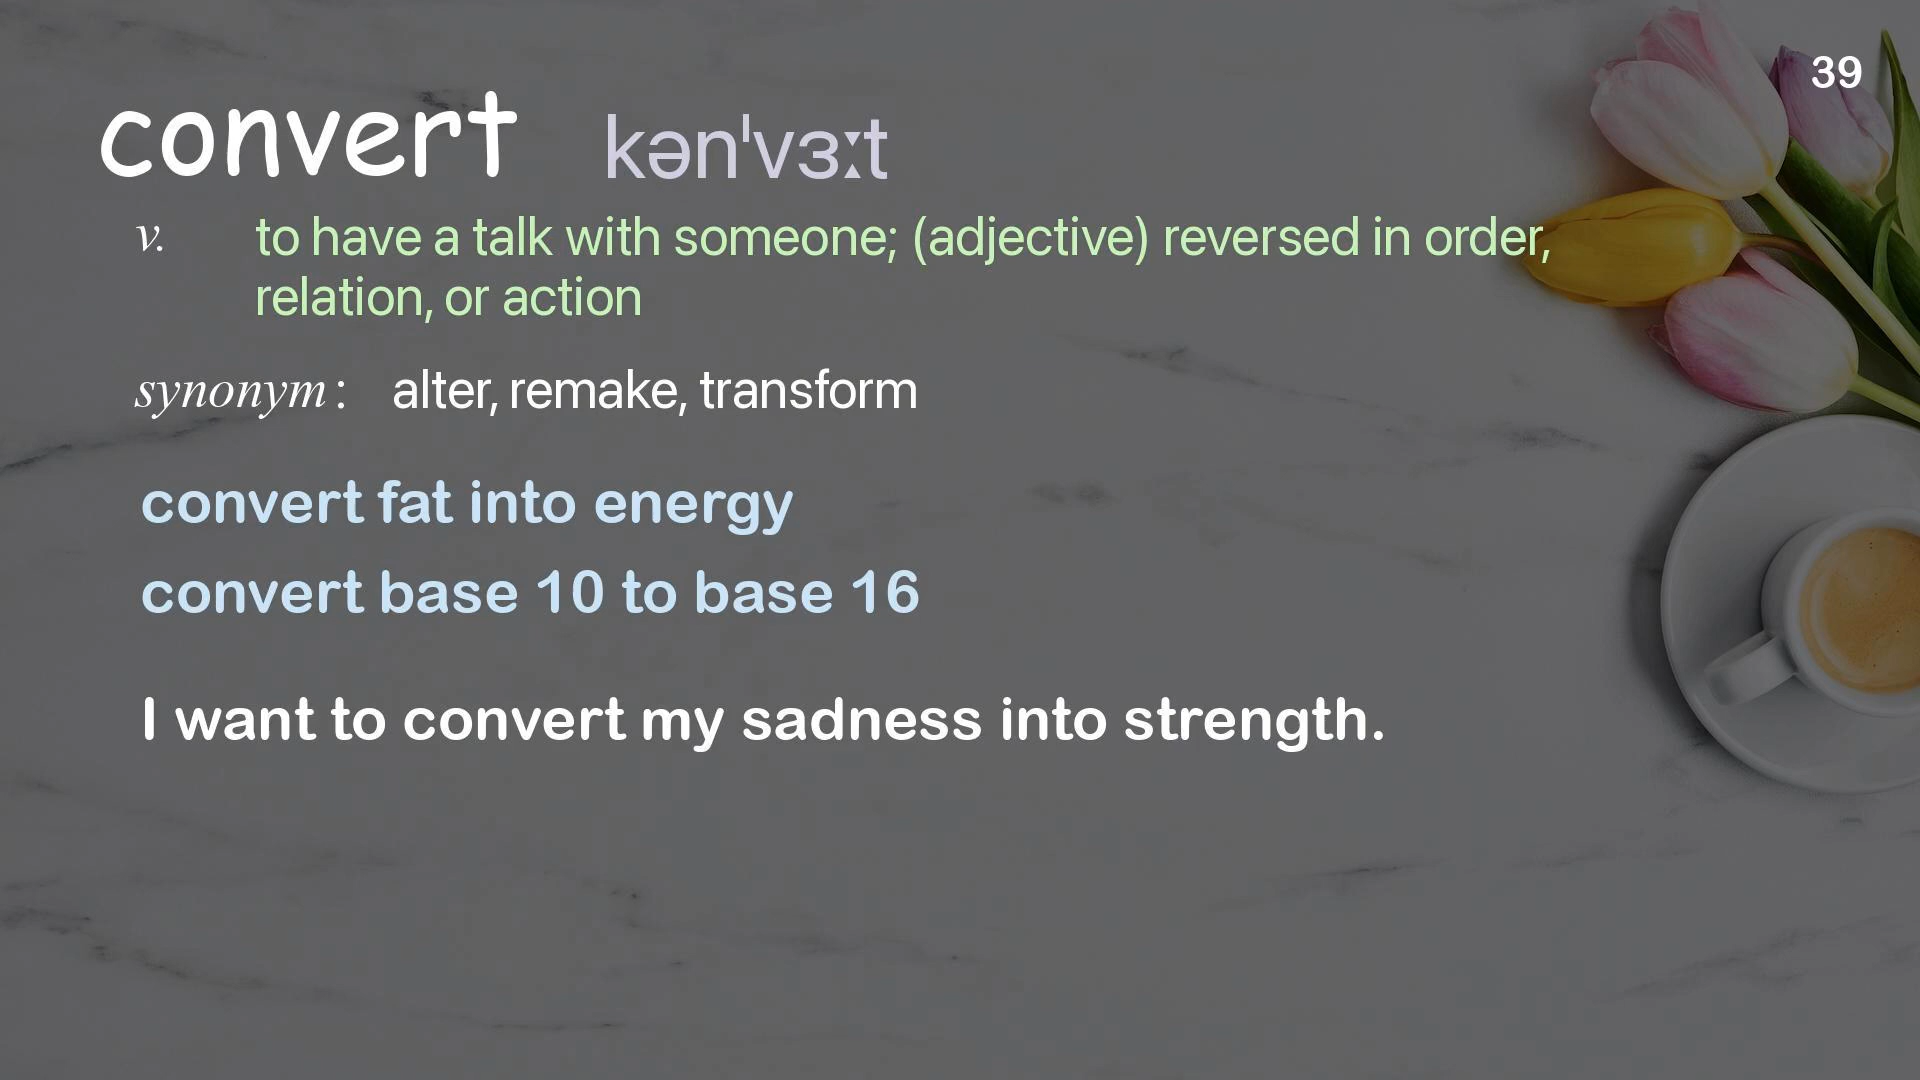 39
convert kənˈvɜːt
v. to have a talk with someone; (adjective) reversed in order,
relation, or action
synonym: alter, remake, transform
convert fat into energy
convert base 10 to base 16
I want to convert my sadness into strength.